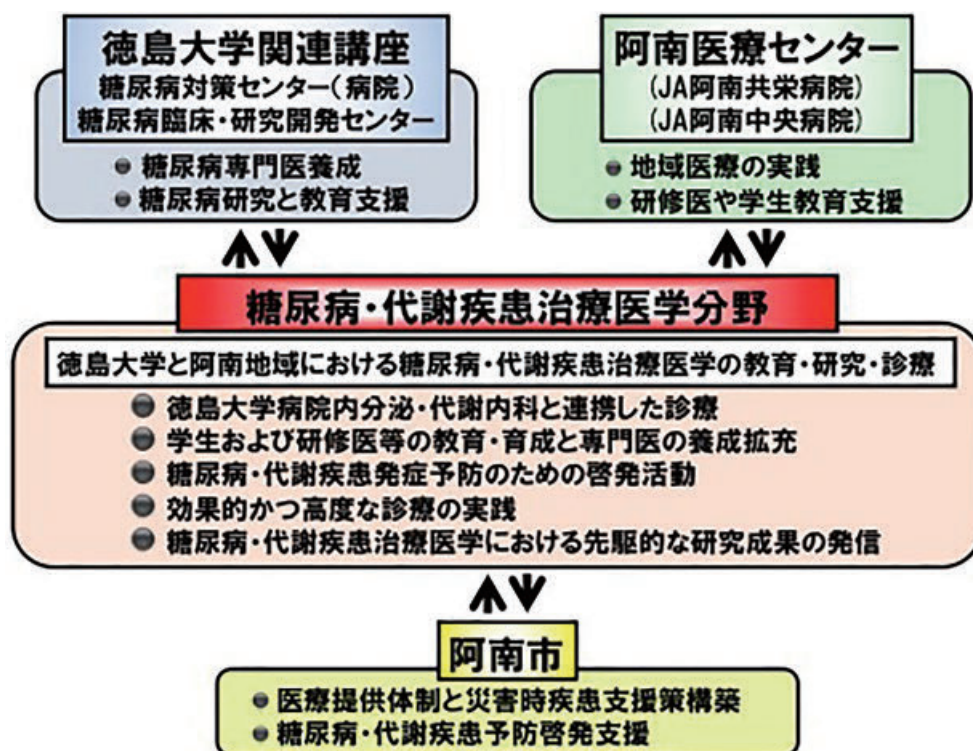 徳島大学関連講座
糖尿病対策センター(病院)
糖尿病臨床・研究開発センター
● 糖尿病専門医養成
● 糖尿病研究と教育支援
阿南医療センター
(JA阿南共栄病院)
(JA阿南中央病院)
● 地域医療の実践
● 研修医や学生教育支援
糖尿病・代謝疾患治療医学分野
徳島大学と阿南地域における糖尿病・代謝疾患治療医学の教育・研究・診療
● 徳島大学病院内分泌・代謝内科と連携した診療
● 学生および研修医等の教育・育成と専門医の養成拡充
● 糖尿病・代謝疾患発症予防のための啓発活動
● 効果的かつ高度な診療の実践
● 糖尿病・代謝疾患治療医学における先駆的な研究成果の発信
阿南市
● 医療提供体制と災害時疾患支援策構築
● 糖尿病・代謝疾患予防啓発支援